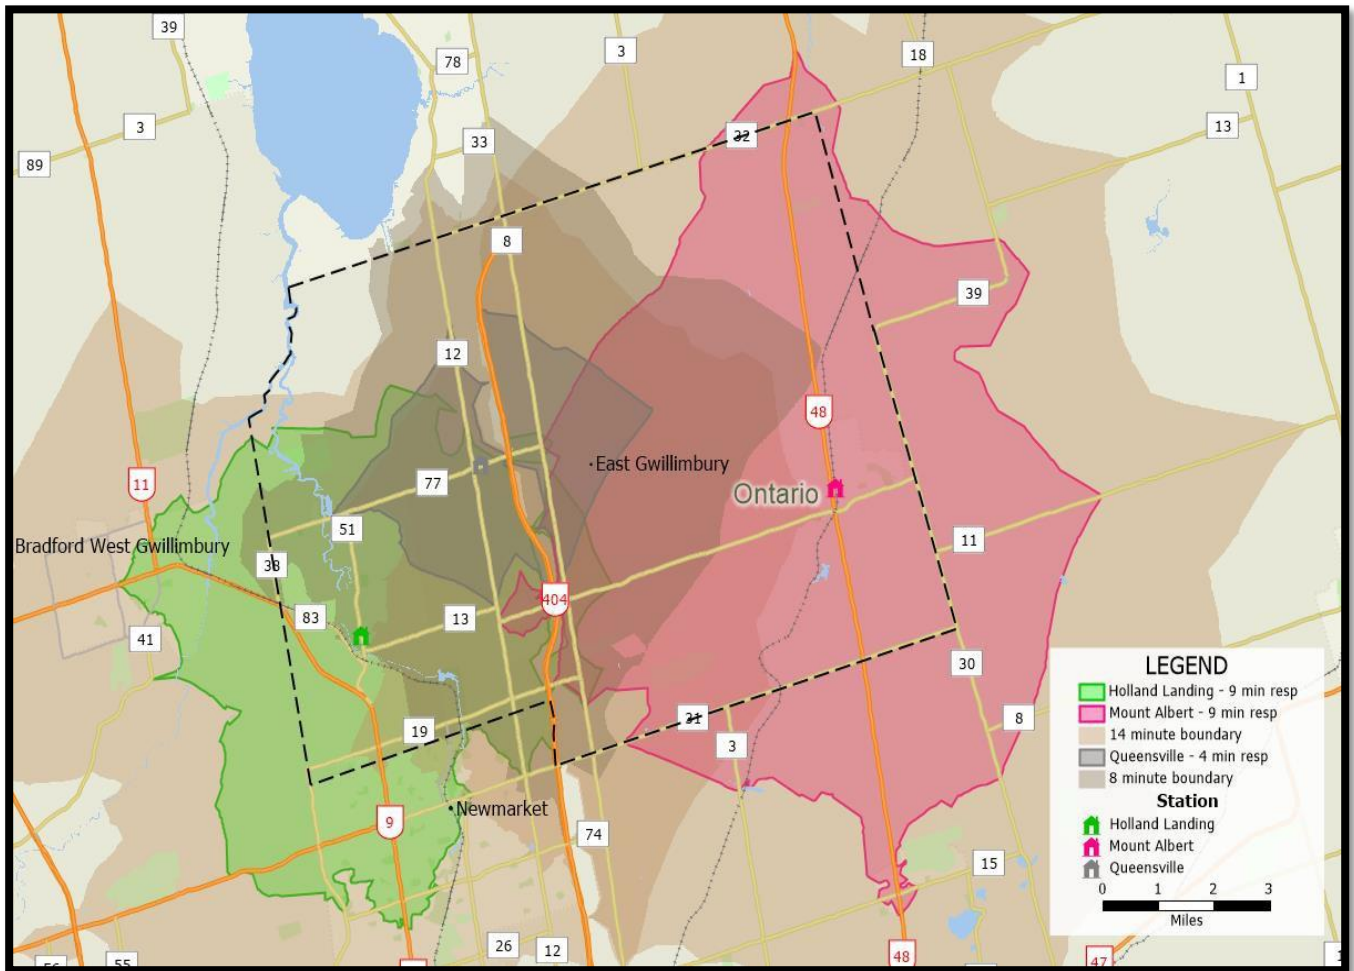 39
3
18
78
1
3
13
33
32
89
8
39
12
48
East Gwillimbury
77
11
Ontario
51
11
Bradford West Gwillimbury
38
404
83
13
41
30
31
8
19
3
9
Newmarket
74
15
26
12
48
47
55
LEGEND
Holland Landing - 9 min resp
Mount Albert - 9 min resp
14 minute boundary
Queensville - 4 min resp
8 minute boundary
Station
Holland Landing
Mount Albert
Queensville
0 1 2 3
Miles